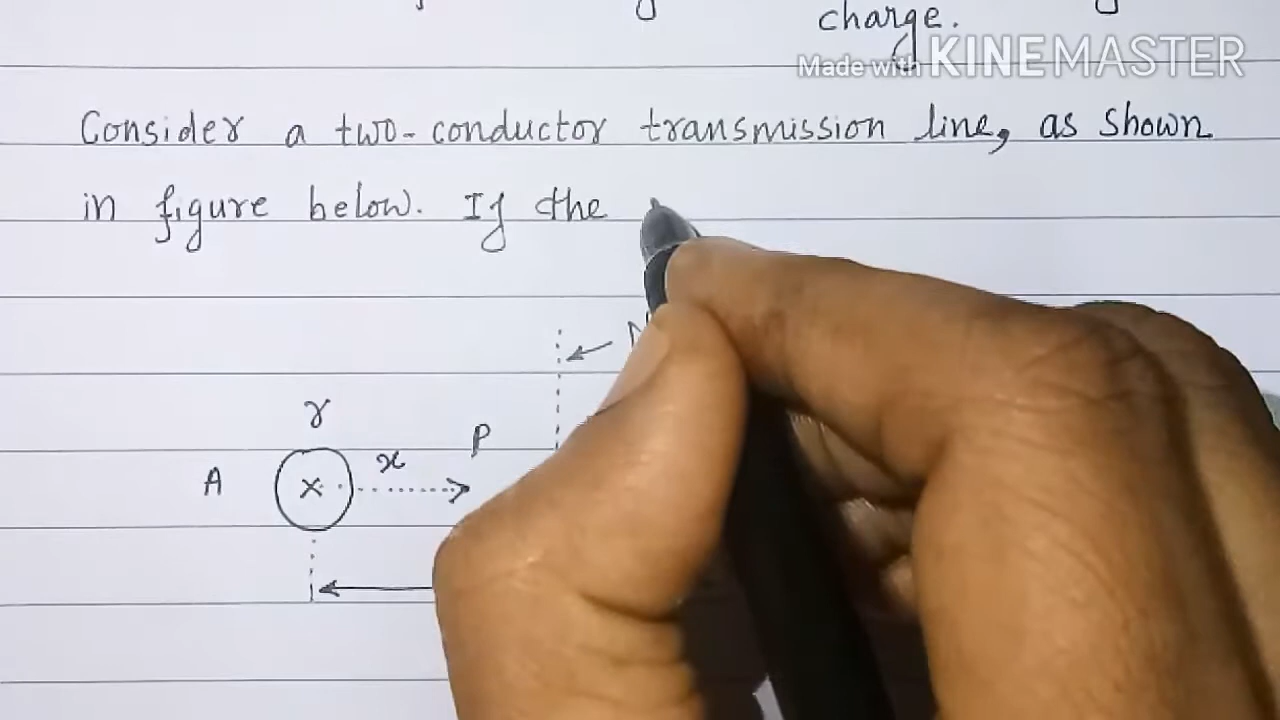 charge.
Made with KINEMASTER
Consider a two-conductor transmission line, as shown
in figure below. If the
r
P
x
A